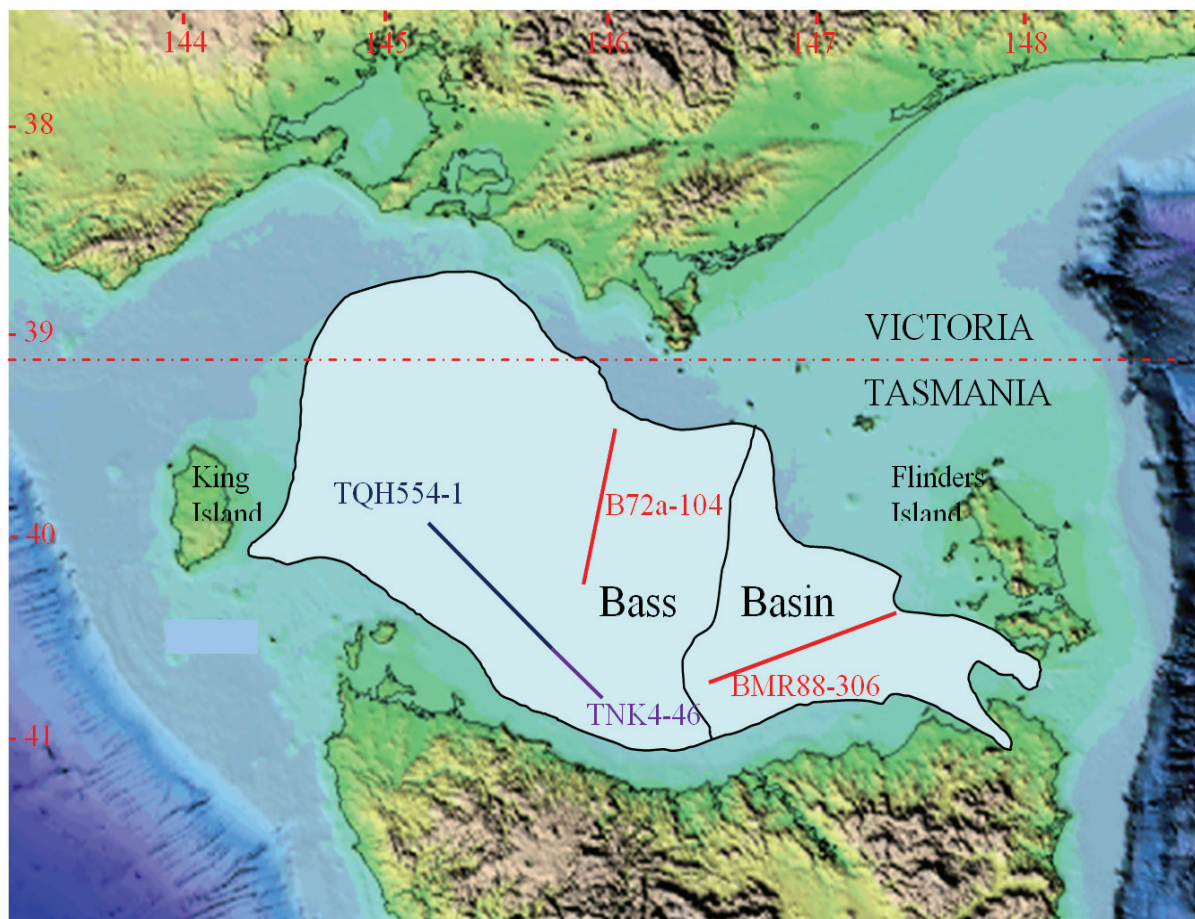 144
145
146
147
148
- 38
- 39
VICTORIA
TASMANIA
King
Island
Flinders
Island
TQH554-1
B72a-104
- 40
Bass Basin
BMR88-306
TNK4-46
- 41